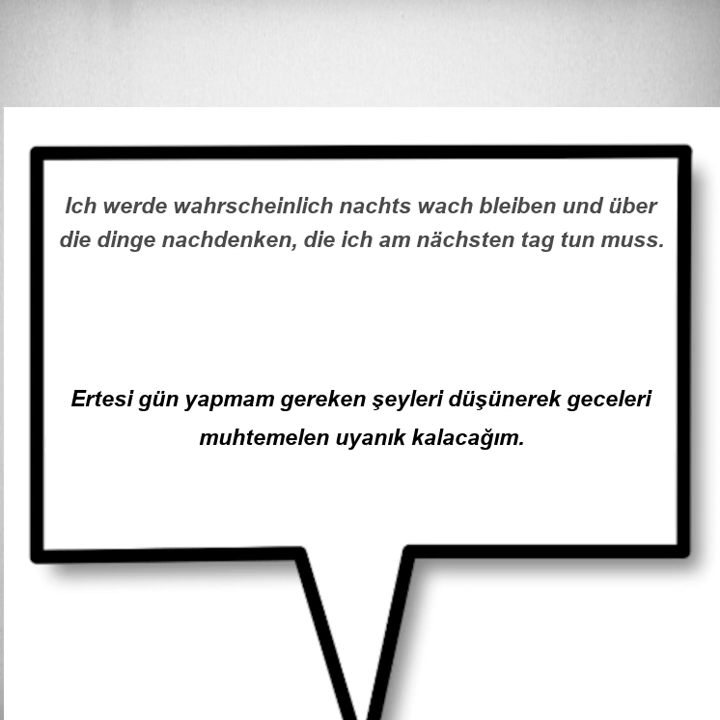 Ich werde wahrscheinlich nachts wach bleiben und über
die dinge nachdenken, die ich am nächsten tag tun muss.
Ertesi gün yapmam gereken şeyleri düşünerek geceleri
muhtemelen uyanık kalacağım.